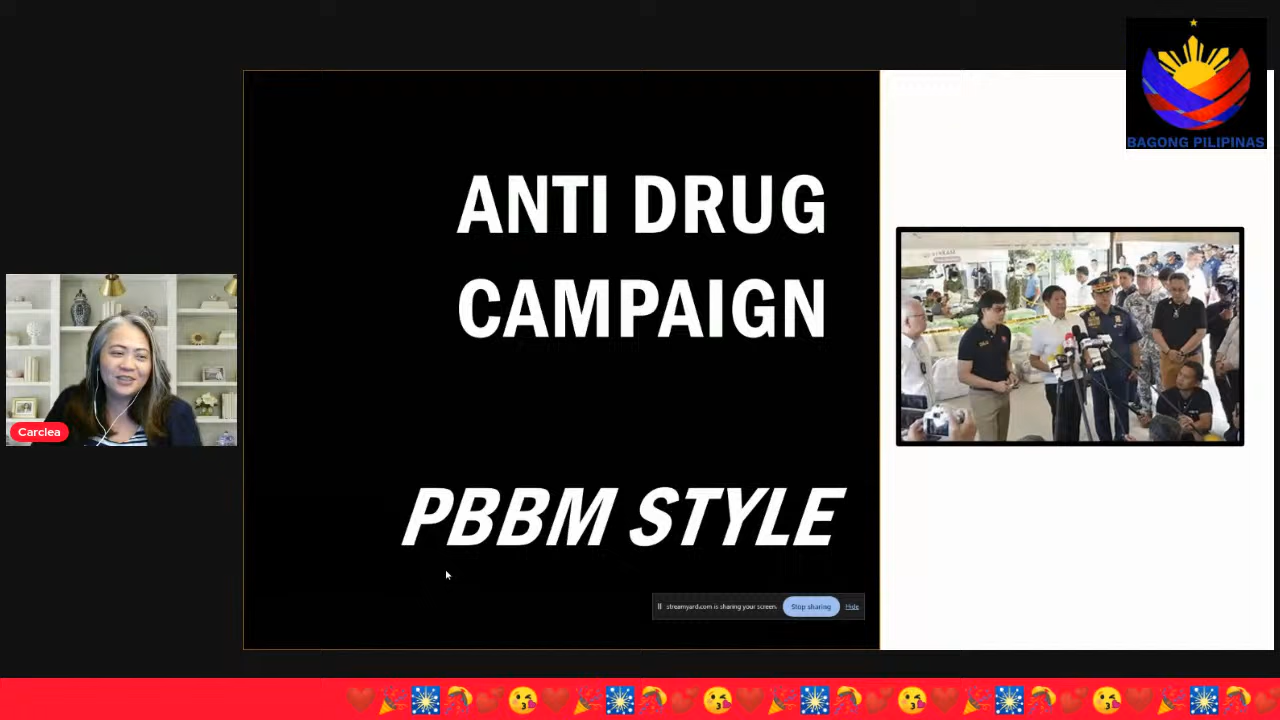 BAGONG PILIPINAS
ANTI DRUG
CAMPAIGN
PBBM STYLE
Carclea
streamyard.com is sharing your screen.
Stop sharing
Hide